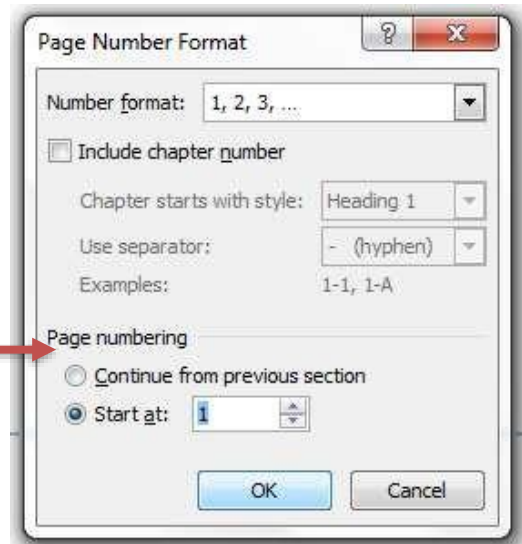 Page Number Format
Number format: 1, 2, 3, ...
Include chapter number
Chapter starts with style: Heading 1
Use separator: - (hyphen)
Examples: 1-1, 1-A
Page numbering
Continue from previous section
Start at: 1
OK Cancel